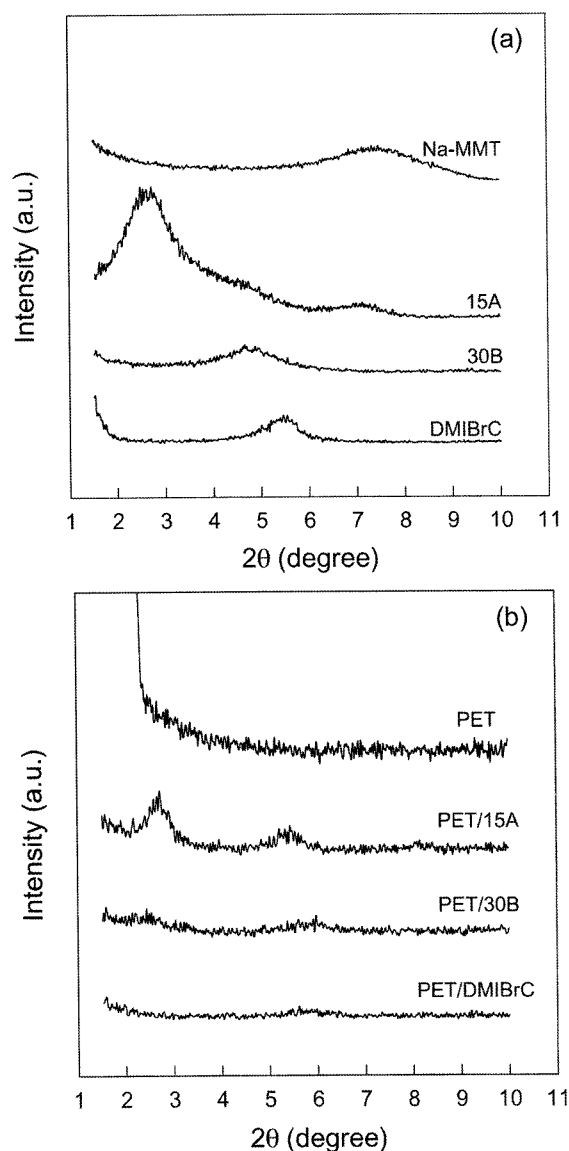 (a)
Na-MMT
15A
30B
DMIBrC
Intensity (a.u.)
1 2 3 4 5 6 7 8 9 10 11
2θ (degree)
(b)
PET
PET/15A
PET/30B
PET/DMIBrC
Intensity (a.u.)
1 2 3 4 5 6 7 8 9 10 11
2θ (degree)